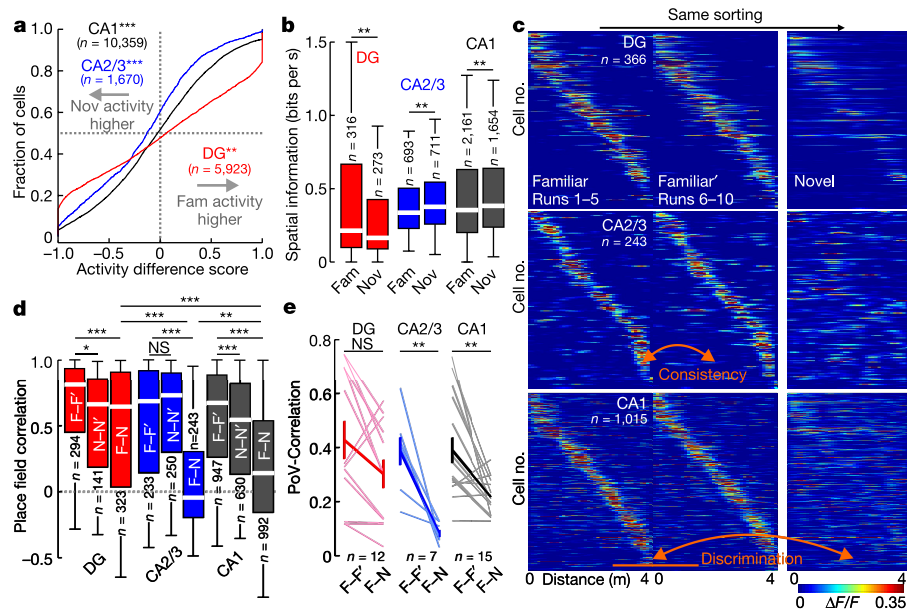 a
CA1***
(n = 10,359)
CA2/3***
(n = 1,670)
Nov activity
higher
DG**
(n = 5,923)
Fam activity
higher
Fraction of cells
1.0
0.8
0.6
0.4
0.2
0
–1.0
–0.5
0
0.5
1.0
Activity difference score
b
Spatial information (bits per s)
1.5
1.0
0.5
0
**
DG
CA2/3
**
CA1
**
n = 316
n = 273
n = 693
n = 711
n = 2,161
n = 1,654
Fam
Nov
Fam
Nov
Fam
Nov
c
Same sorting
DG
n = 366
Cell no.
Familiar
Runs 1–5
Familiar′
Runs 6–10
Novel
CA2/3
n = 243
Cell no.
Consistency
CA1
n = 1,015
Cell no.
Discrimination
0 Distance (m) 4
0 4
0 4
0 ΔF/F 0.35
d
Place field correlation
1.0
0.5
0
–0.5
***
*** **
*** NS *** *** ***
*
F–F′
N–N′
F–N
F–F′
N–N′
F–N
F–F′
N–N′
F–N
n = 294
n = 141
n = 323
n = 233
n = 250
n=243
n = 947
n = 630
n = 992
DG
CA2/3
CA1
e
PoV-Correlation
0.8
0.6
0.4
0.2
0
DG
NS
CA2/3
**
CA1
**
n = 12
n = 7
n = 15
F–F′
F–N
F–F′
F–N
F–F′
F–N